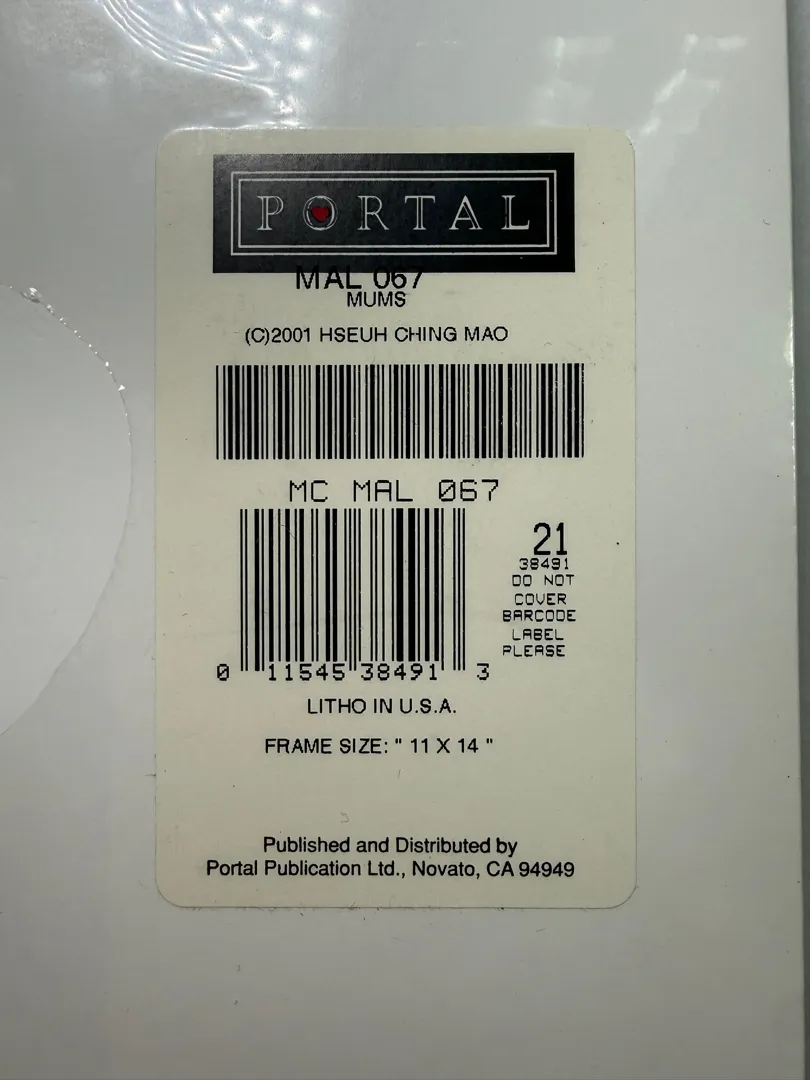 PORTAL
MAL 067
MUMS
(C)2001 HSEUH CHING MAO
MC MAL 067
21
38491
DO NOT
COVER
BARCODE
LABEL
PLEASE
0 11545 38491 3
LITHO IN U.S.A.
FRAME SIZE: " 11 X 14 "
Published and Distributed by
Portal Publication Ltd., Novato, CA 94949